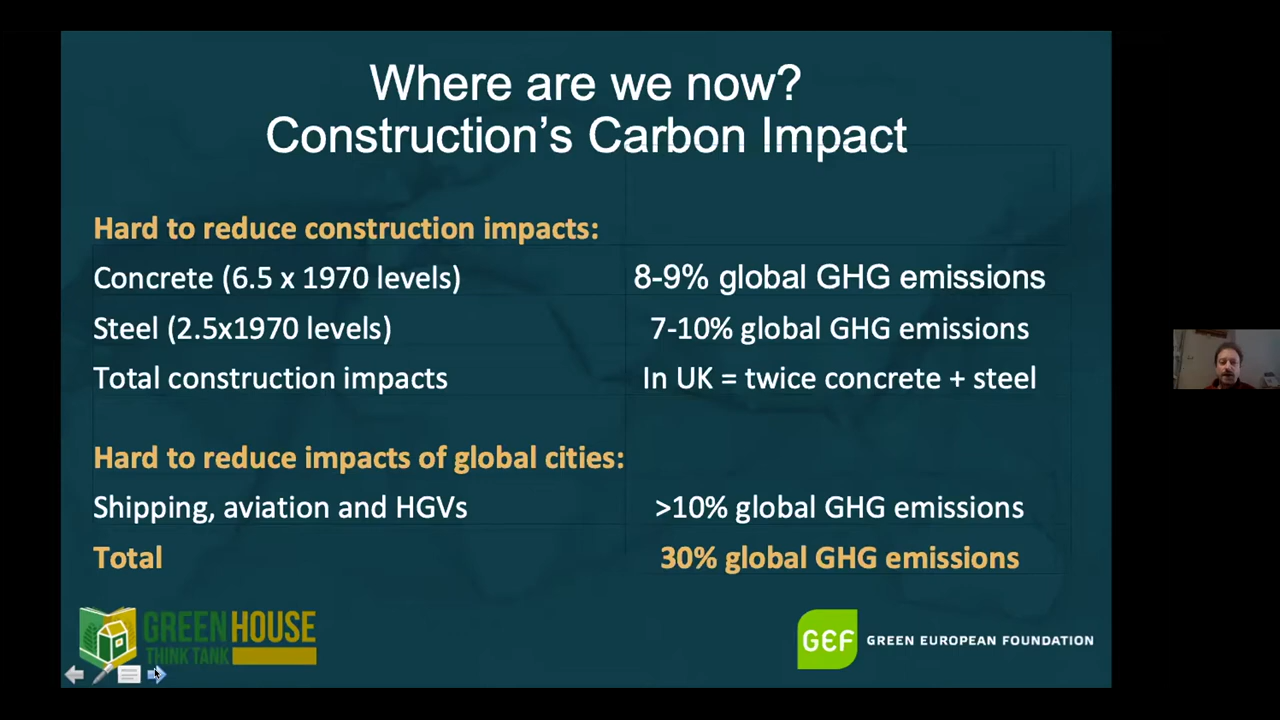 Where are we now?
Construction's Carbon Impact
Hard to reduce construction impacts:
Concrete (6.5 x 1970 levels) 8-9% global GHG emissions
Steel (2.5x1970 levels) 7-10% global GHG emissions
Total construction impacts In UK = twice concrete + steel
Hard to reduce impacts of global cities:
Shipping, aviation and HGVs >10% global GHG emissions
Total 30% global GHG emissions
GREEN HOUSE
THINK TANK
GEF GREEN EUROPEAN FOUNDATION